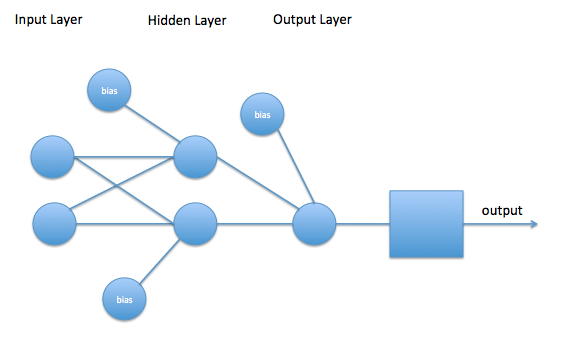 Input Layer
Hidden Layer
Output Layer
bias
bias
output
bias